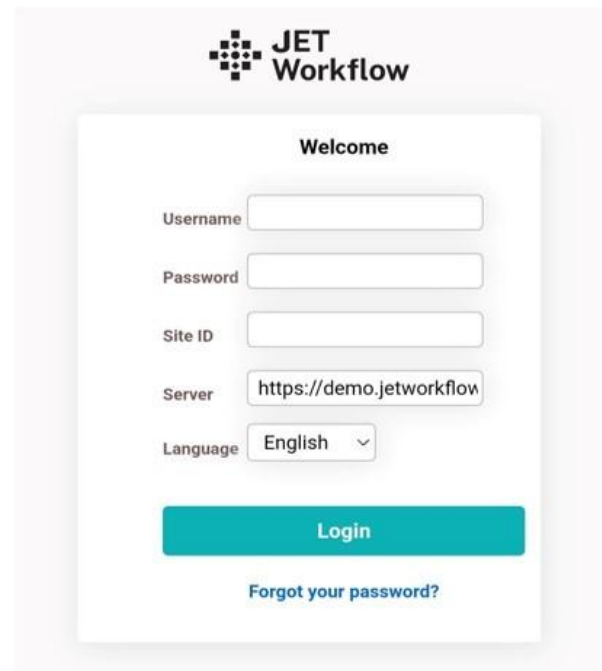 JET
Workflow
Welcome
Username
Password
Site ID
Server https://demo.jetworkflow
Language English
Login
Forgot your password?